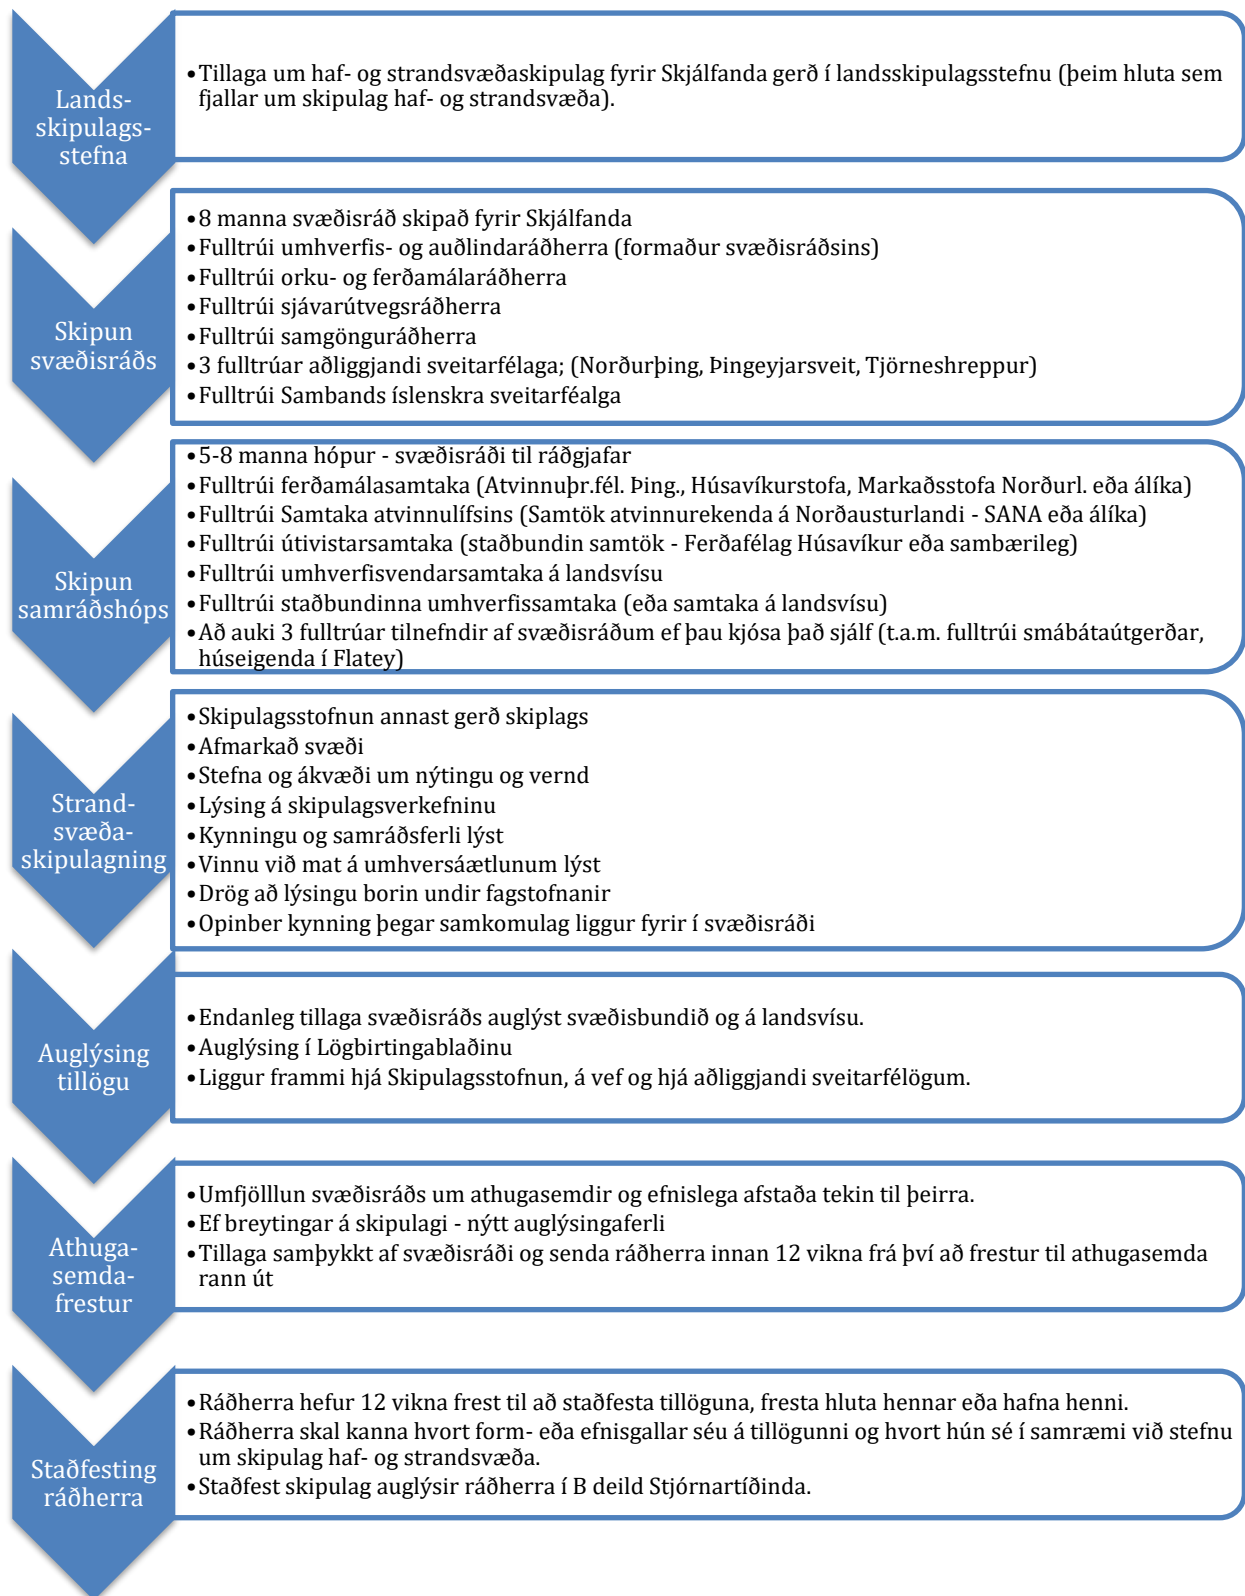 Lands-
skipulags-
stefna
•Tillaga um haf- og strandsvæðaskipulag fyrir Skjálfanda gerð í landsskipulagsstefnu (þeim hluta sem
fjallar um skipulag haf- og strandsvæða).
Skipun
svæðisráðs
•8 manna svæðisráð skipað fyrir Skjálfanda
•Fulltrúi umhverfis- og auðlindaráðherra (formaður svæðisráðsins)
•Fulltrúi orku- og ferðamálaráðherra
•Fulltrúi sjávarútvegsráðherra
•Fulltrúi samgönguráðherra
•3 fulltrúar aðliggjandi sveitarfélaga; (Norðurþing, Þingeyjarsveit, Tjörneshreppur)
•Fulltrúi Sambands íslenskra sveitarféalga
Skipun
samráðshóps
•5-8 manna hópur - svæðisráði til ráðgjafar
•Fulltrúi ferðamálasamtaka (Atvinnuþr.fél. Þing., Húsavíkurstofa, Markaðsstofa Norðurl. eða álíka)
•Fulltrúi Samtaka atvinnulífsins (Samtök atvinnurekenda á Norðausturlandi - SANA eða álíka)
•Fulltrúi útivistarsamtaka (staðbundin samtök - Ferðafélag Húsavíkur eða sambærileg)
•Fulltrúi umhverfisvendarsamtaka á landsvísu
•Fulltrúi staðbundinna umhverfissamtaka (eða samtaka á landsvísu)
•Að auki 3 fulltrúar tilnefndir af svæðisráðum ef þau kjósa það sjálf (t.a.m. fulltrúi smábátaútgerðar,
húseigenda í Flatey)
Strand-
svæða-
skipulagning
•Skipulagsstofnun annast gerð skiplags
•Afmarkað svæði
•Stefna og ákvæði um nýtingu og vernd
•Lýsing á skipulagsverkefninu
•Kynningu og samráðsferli lýst
•Vinnu við mat á umhversáætlunum lýst
•Drög að lýsingu borin undir fagstofnanir
•Opinber kynning þegar samkomulag liggur fyrir í svæðisráði
Auglýsing
tillögu
•Endanleg tillaga svæðisráðs auglýst svæðisbundið og á landsvísu.
•Auglýsing í Lögbirtingablaðinu
•Liggur frammi hjá Skipulagsstofnun, á vef og hjá aðliggjandi sveitarfélögum.
Athuga-
semda-
frestur
•Umfjölllun svæðisráðs um athugasemdir og efnislega afstaða tekin til þeirra.
•Ef breytingar á skipulagi - nýtt auglýsingaferli
•Tillaga samþykkt af svæðisráði og senda ráðherra innan 12 vikna frá því að frestur til athugasemda
rann út
Staðfesting
ráðherra
•Ráðherra hefur 12 vikna frest til að staðfesta tillöguna, fresta hluta hennar eða hafna henni.
•Ráðherra skal kanna hvort form- eða efnisgallar séu á tillögunni og hvort hún sé í samræmi við stefnu
um skipulag haf- og strandsvæða.
•Staðfest skipulag auglýsir ráðherra í B deild Stjórnartíðinda.